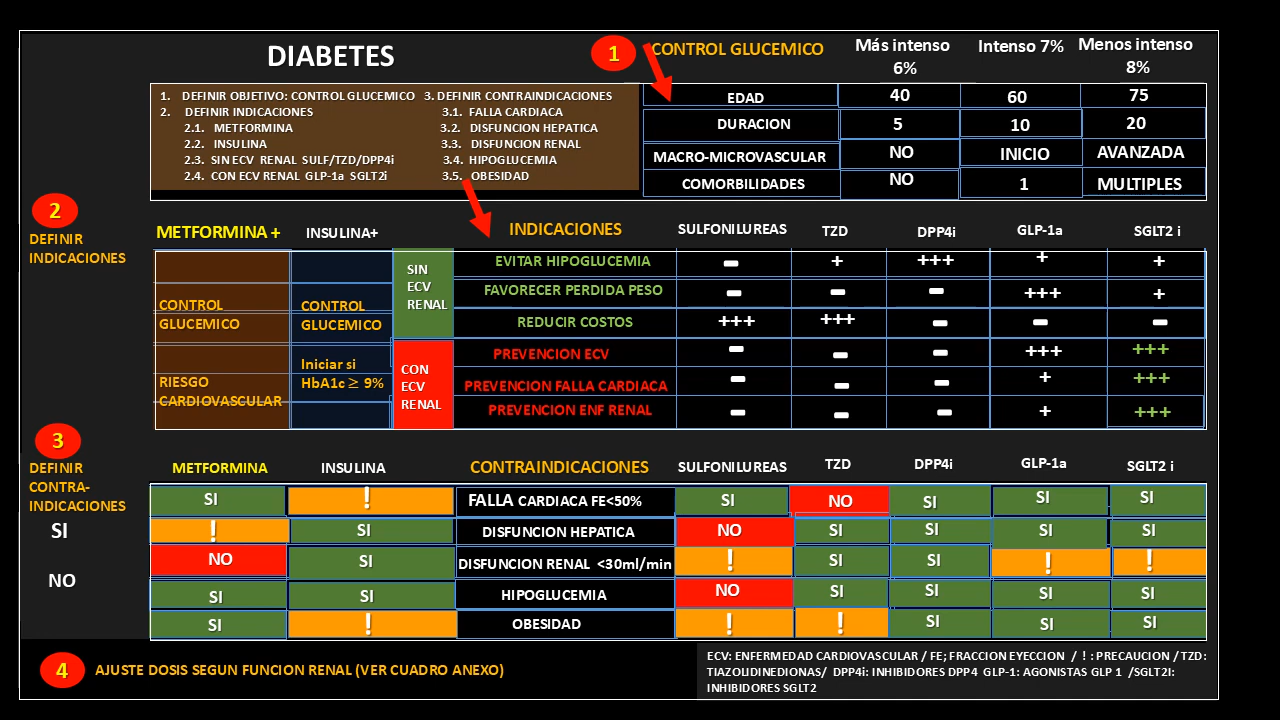 DIABETES
1
CONTROL GLUCEMICO
Más intenso 6%
Intenso 7%
Menos intenso 8%
1. DEFINIR OBJETIVO: CONTROL GLUCEMICO
2. DEFINIR INDICACIONES
2.1. METFORMINA
2.2. INSULINA
2.3. SIN ECV RENAL SULF/TZD/DPP4i
2.4. CON ECV RENAL GLP-1a SGLT2i
3. DEFINIR CONTRAINDICACIONES
3.1. FALLA CARDIACA
3.2. DISFUNCION HEPATICA
3.3. DISFUNCION RENAL
3.4. HIPOGLUCEMIA
3.5. OBESIDAD
EDAD 40 60 75
DURACION 5 10 20
MACRO-MICROVASCULAR NO INICIO AVANZADA
COMORBILIDADES NO 1 MULTIPLES
2
DEFINIR
INDICACIONES
METFORMINA + INSULINA+ INDICACIONES SULFONILUREAS TZD DPP4i GLP-1a SGLT2 i
CONTROL
GLUCEMICO
RIESGO
CARDIOVASCULAR
CONTROL
GLUCEMICO
Iniciar si
HbA1c ≥ 9%
SIN
ECV
RENAL
CON
ECV
RENAL
EVITAR HIPOGLUCEMIA - + +++ + +
FAVORECER PERDIDA PESO - - - +++ +
REDUCIR COSTOS +++ +++ - - -
PREVENCION ECV - - - +++ +++
PREVENCION FALLA CARDIACA - - - + +++
PREVENCION ENF RENAL - - - + +++
3
DEFINIR
CONTRA-
INDICACIONES
SI
NO
METFORMINA INSULINA CONTRAINDICACIONES SULFONILUREAS TZD DPP4i GLP-1a SGLT2 i
SI ! FALLA CARDIACA FE<50% SI NO SI SI SI
! SI DISFUNCION HEPATICA NO SI SI SI SI
NO SI DISFUNCION RENAL <30ml/min ! SI SI ! !
SI SI HIPOGLUCEMIA NO SI SI SI SI
SI ! OBESIDAD ! ! SI SI SI
4
AJUSTE DOSIS SEGUN FUNCION RENAL (VER CUADRO ANEXO)
ECV: ENFERMEDAD CARDIOVASCULAR / FE; FRACCION EYECCION / ! : PRECAUCION / TZD:
TIAZOLIDINEDIONAS/ DPP4i: INHIBIDORES DPP4 GLP-1: AGONISTAS GLP 1 /SGLT2I:
INHIBIDORES SGLT2